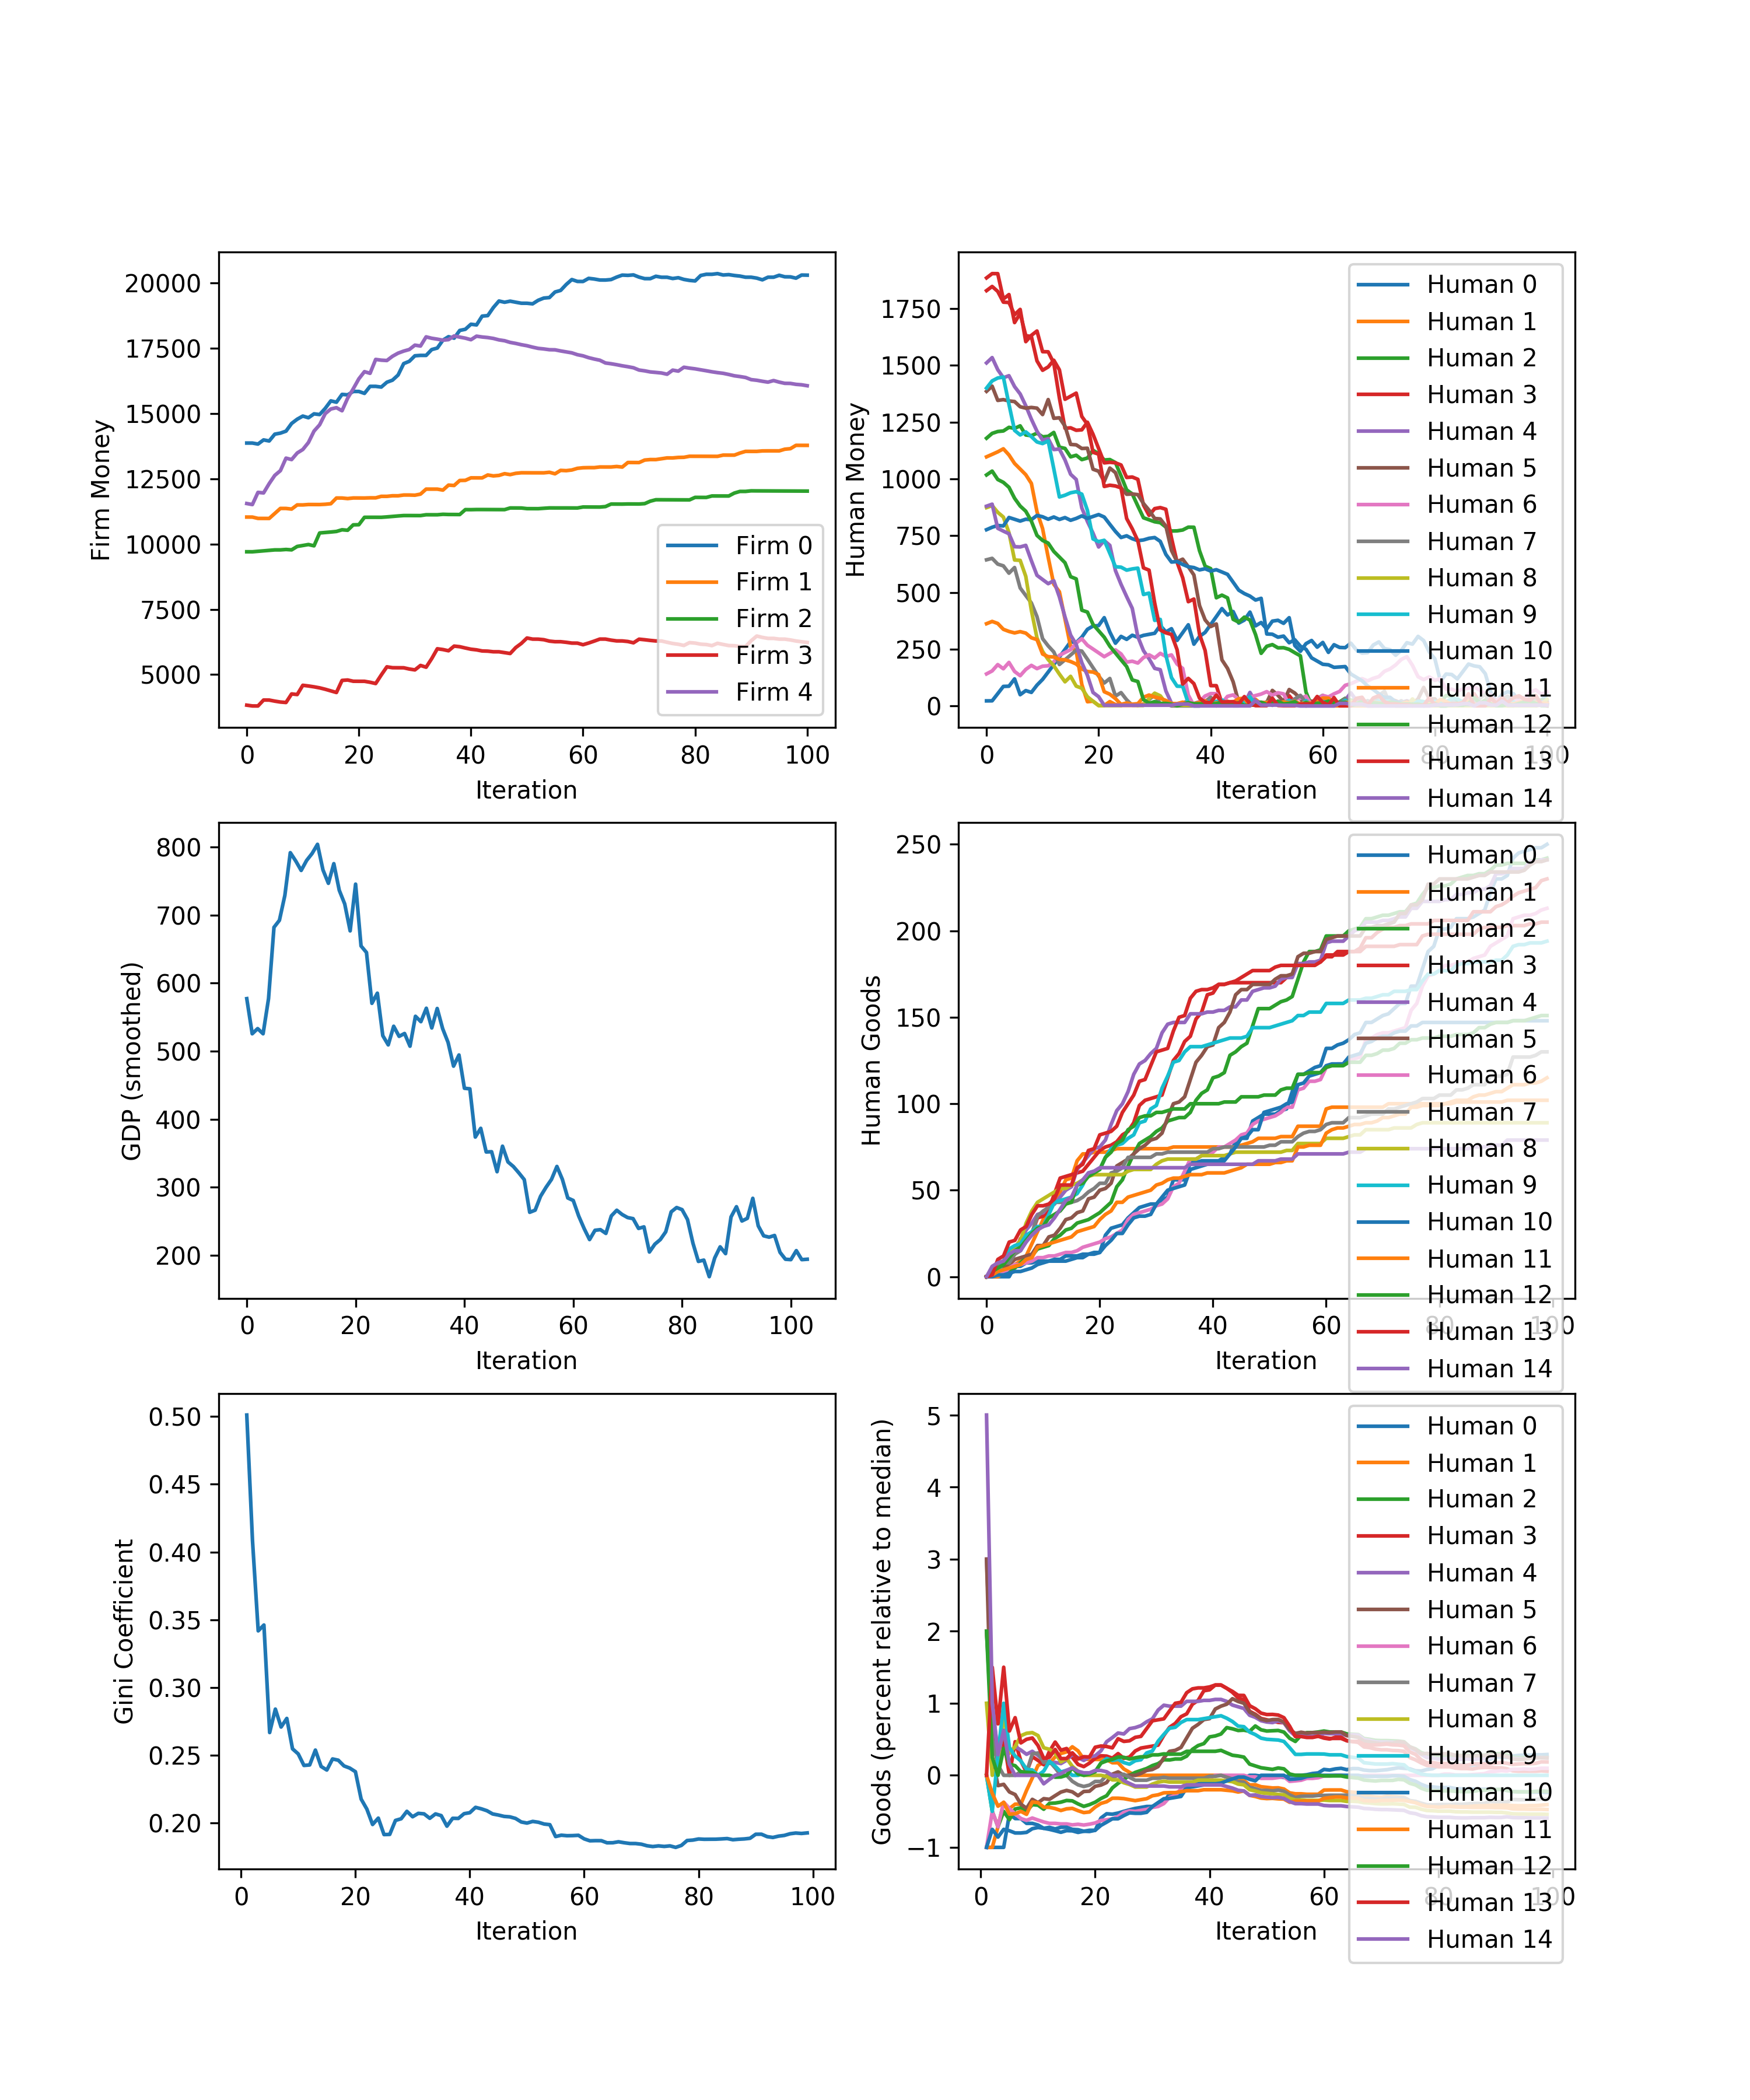 20000
17500
15000
12500
10000
7500
5000
Firm Money
Firm 0
Firm 1
Firm 2
Firm 3
Firm 4
0 20 40 60 80 100
Iteration
1750
1500
1250
1000
750
500
250
0
Human Money
Human 0
Human 1
Human 2
Human 3
Human 4
Human 5
Human 6
Human 7
Human 8
Human 9
Human 10
Human 11
Human 12
Human 13
Human 14
0 20 40 60 80 100
Iteration
800
700
600
500
400
300
200
GDP (smoothed)
0 20 40 60 80 100
Iteration
250
200
150
100
50
0
Human Goods
Human 0
Human 1
Human 2
Human 3
Human 4
Human 5
Human 6
Human 7
Human 8
Human 9
Human 10
Human 11
Human 12
Human 13
Human 14
0 20 40 60 80 100
Iteration
0.50
0.45
0.40
0.35
0.30
0.25
0.20
Gini Coefficient
0 20 40 60 80 100
Iteration
5
4
3
2
1
0
−1
Goods (percent relative to median)
Human 0
Human 1
Human 2
Human 3
Human 4
Human 5
Human 6
Human 7
Human 8
Human 9
Human 10
Human 11
Human 12
Human 13
Human 14
0 20 40 60 80 100
Iteration